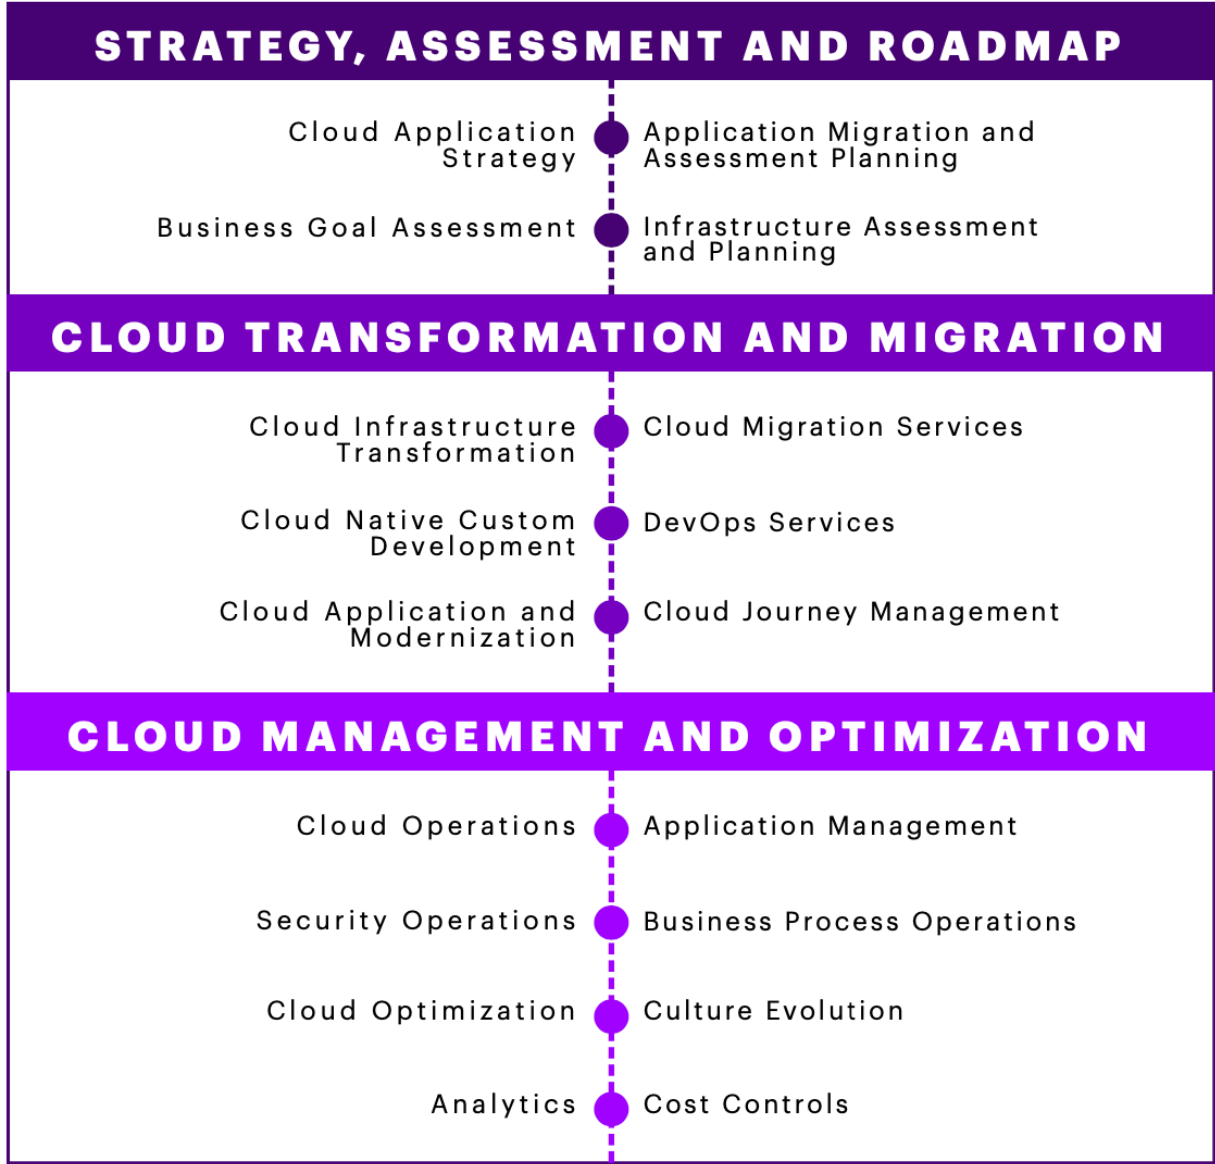 STRATEGY, ASSESSMENT AND ROADMAP
Cloud Application
Strategy
Application Migration and
Assessment Planning
Business Goal Assessment
Infrastructure Assessment
and Planning
CLOUD TRANSFORMATION AND MIGRATION
Cloud Infrastructure
Transformation
Cloud Migration Services
Cloud Native Custom
Development
DevOps Services
Cloud Application and
Modernization
Cloud Journey Management
CLOUD MANAGEMENT AND OPTIMIZATION
Cloud Operations
Application Management
Security Operations
Business Process Operations
Cloud Optimization
Culture Evolution
Analytics
Cost Controls